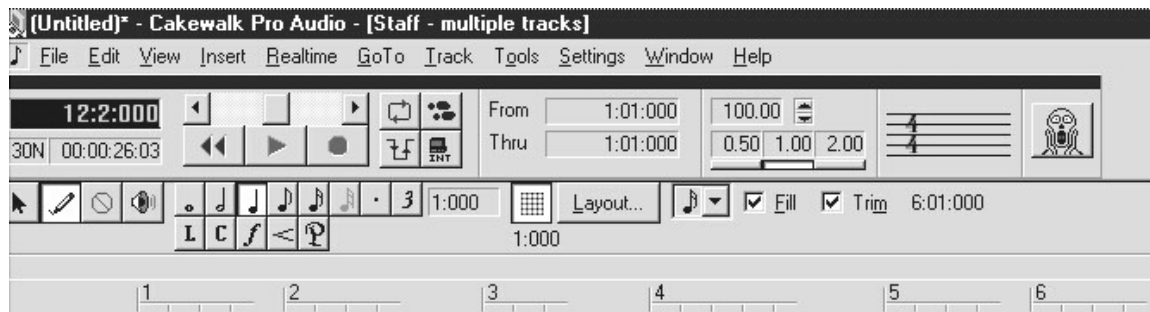 (Untitled)* - Cakewalk Pro Audio - [Staff - multiple tracks]
File Edit View Insert Realtime GoTo Track Tools Settings Window Help
12:2:000 From 1:01:000 100.00
30N 00:00:26:03 INT Thru 1:01:000 0.50 1.00 2.00 4 4
3 1:000 Layout... Fill Trim 6:01:000
L C f < P 1:000
1 2 3 4 5 6